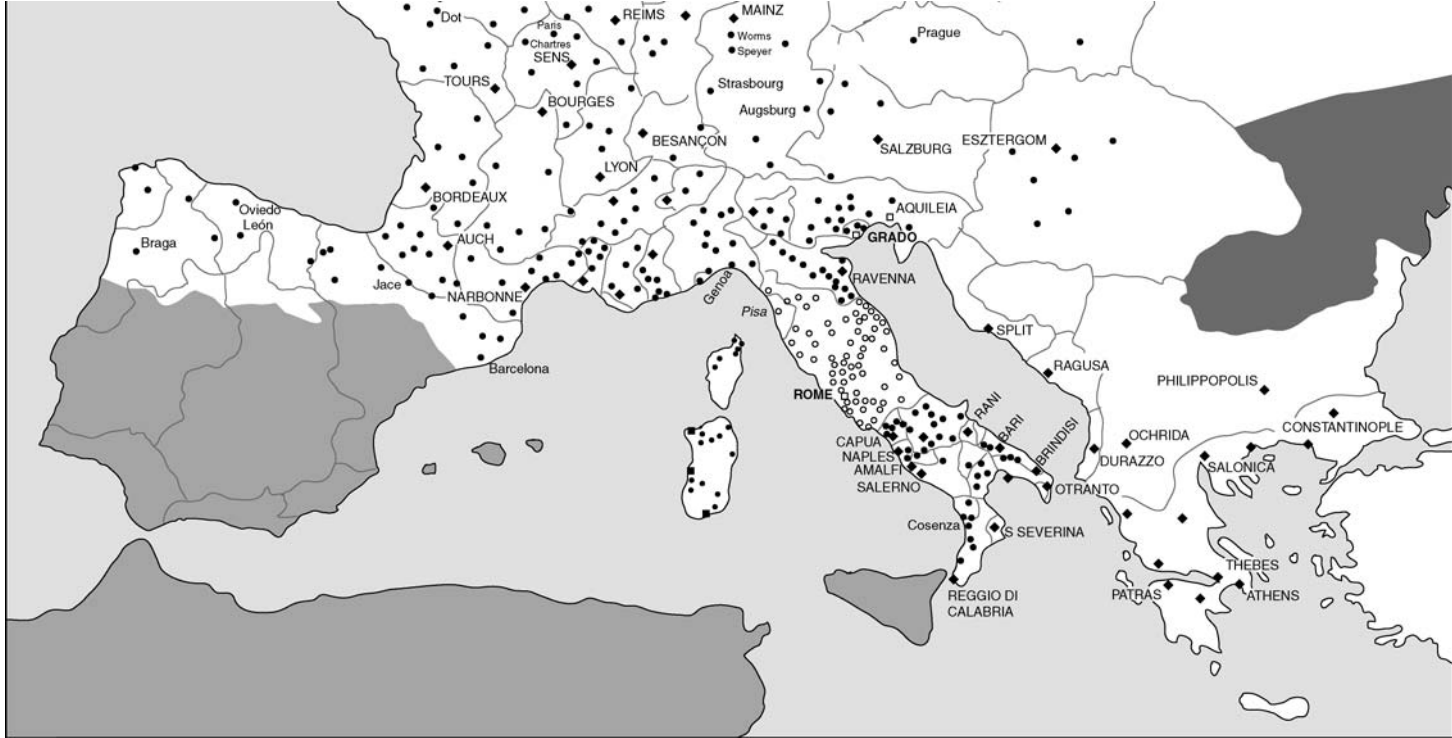 Dol
REIMS
MAINZ
Paris
Worms
Chartres
Speyer
SENS
Prague
TOURS
Strasbourg
BOURGES
Augsburg
BESANÇON
SALZBURG
ESZTERGOM
LYON
BORDEAUX
Oviedo
León
AQUILEIA
Braga
AUCH
GRADO
RAVENNA
Jace
NARBONNE
Genoa
Pisa
SPLIT
Barcelona
RAGUSA
PHILIPPOPOLIS
ROME
RANI
BARI
BRINDISI
CONSTANTINOPLE
CAPUA
NAPLES
AMALFI
SALERNO
OCHRIDA
DURAZZO
SALONICA
OTRANTO
Cosenza
S SEVERINA
THEBES
PATRAS
ATHENS
REGGIO DI
CALABRIA